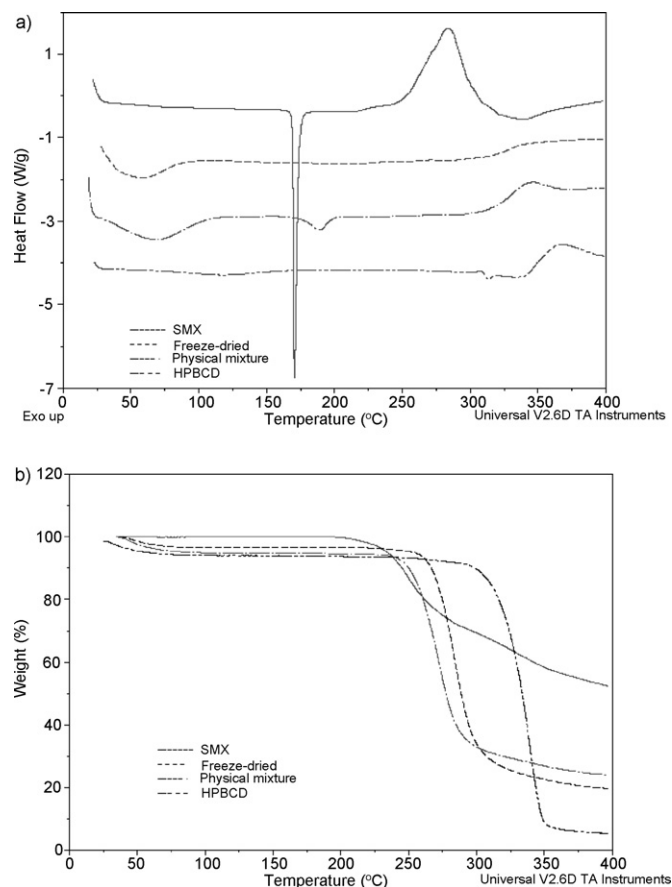 a)
1
-1
-3
-5
-7
Heat Flow (W/g)
SMX
Freeze-dried
Physical mixture
HPBCD
0 50 100 150 200 250 300 350 400
Exo up Temperature (°C) Universal V2.6D TA Instruments
b)
120
100
80
60
40
20
0
Weight (%)
SMX
Freeze-dried
Physical mixture
HPBCD
0 50 100 150 200 250 300 350 400
Temperature (°C) Universal V2.6D TA Instruments